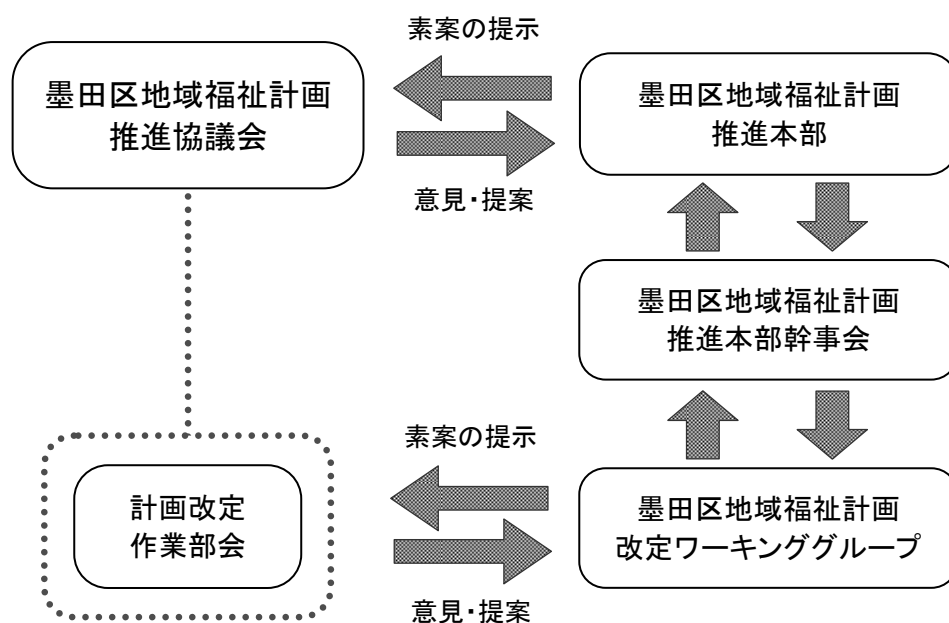 素案の提示
墨田区地域福祉計画
推進協議会
墨田区地域福祉計画
推進本部
意見・提案
墨田区地域福祉計画
推進本部幹事会
素案の提示
計画改定
作業部会
墨田区地域福祉計画
改定ワーキンググループ
意見・提案